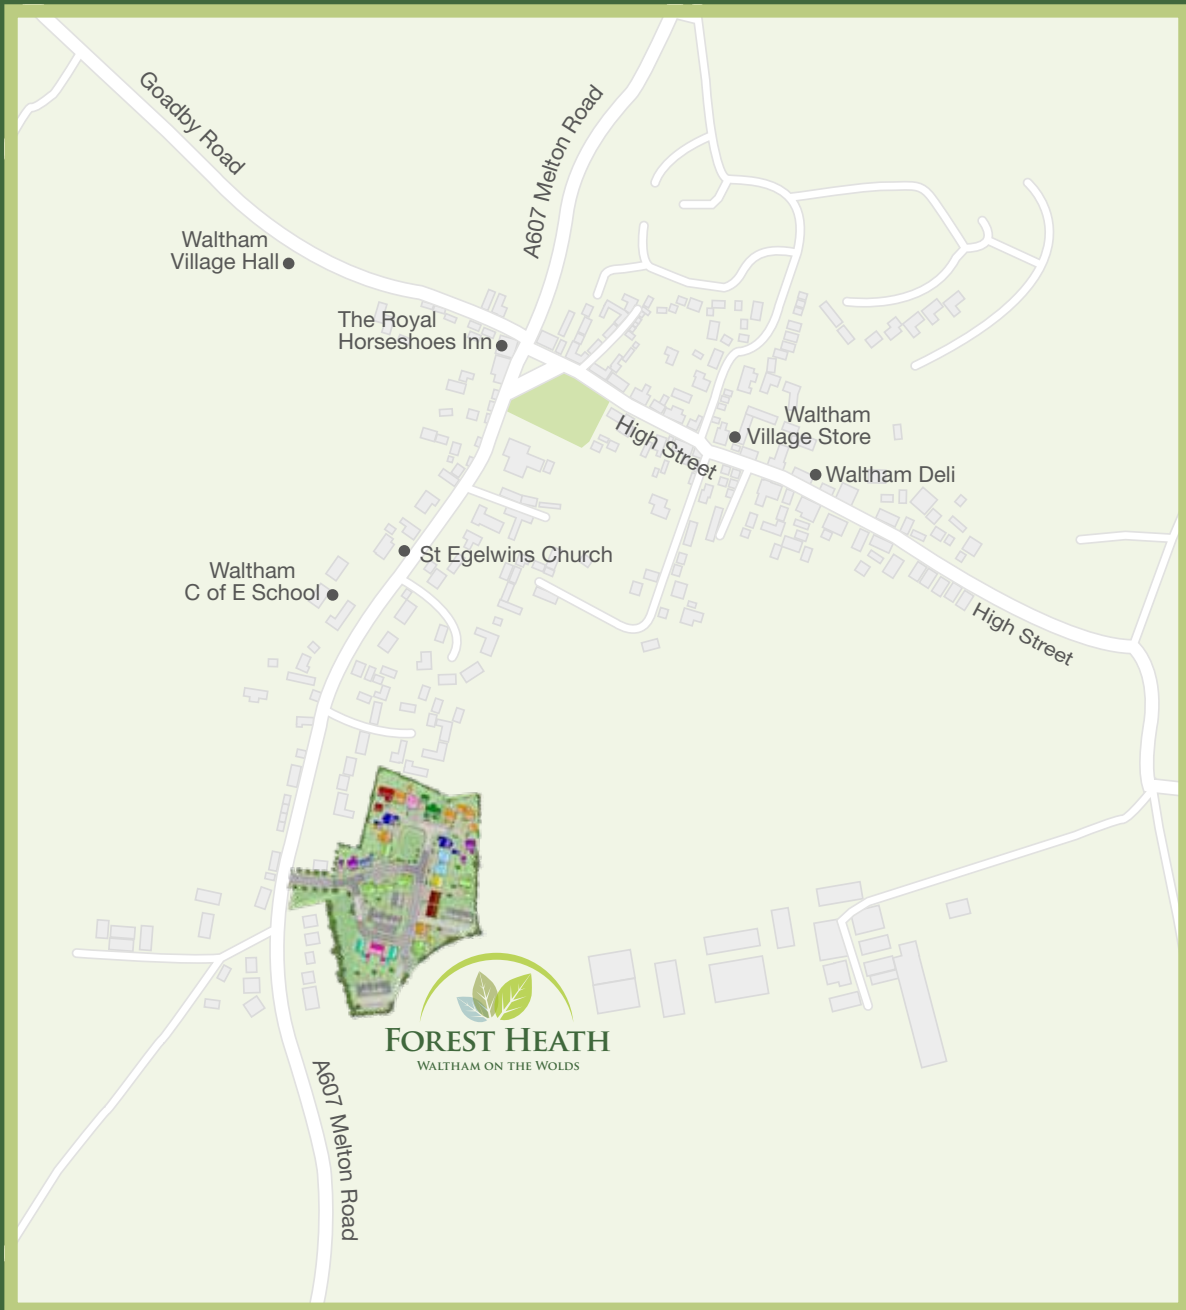 Goadby Road
A607 Melton Road
Waltham
Village Hall
The Royal
Horseshoes Inn
High Street
Waltham
Village Store
Waltham Deli
St Egelwins Church
Waltham
C of E School
High Street
FOREST HEATH
WALTHAM ON THE WOLDS
A607 Melton Road